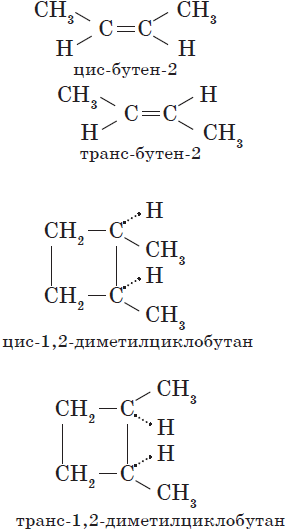 CH₃ CH₃
C=C
H H
цис-бутен-2
CH₃ H
C=C
H CH₃
транс-бутен-2
H
CH₂—C
CH₃
H
CH₂—C
CH₃
цис-1,2-диметилциклобутан
CH₃
CH₂—C
H
H
CH₂—C
CH₃
транс-1,2-диметилциклобутан